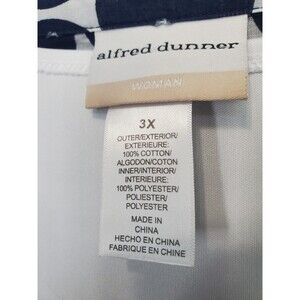 alfred dunner
WOMAN
3X
OUTER/EXTERIOR/
EXTERIEURE:
100% COTTON/
ALGODON/COTON
INNER/INTERIOR/
INTERIEURE:
100% POLYESTER/
POLIESTER/
POLYESTER
MADE IN
CHINA
HECHO EN CHINA
FABRIQUE EN CHINE